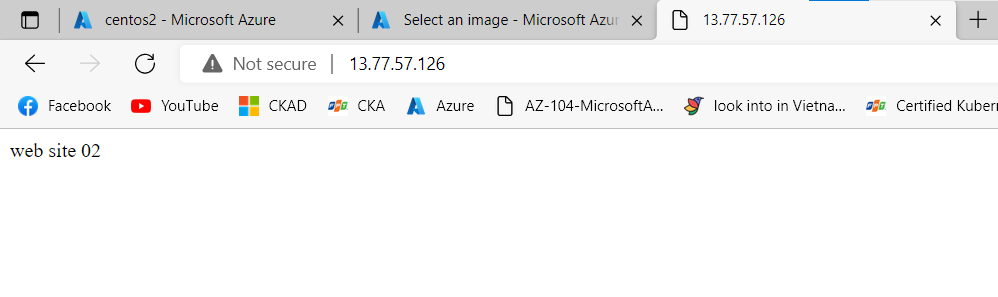 centos2 - Microsoft Azure
Select an image - Microsoft Azur
13.77.57.126
Not secure | 13.77.57.126
Facebook YouTube CKAD CKA Azure AZ-104-MicrosoftA... look into in Vietna... Certified Kubern
web site 02